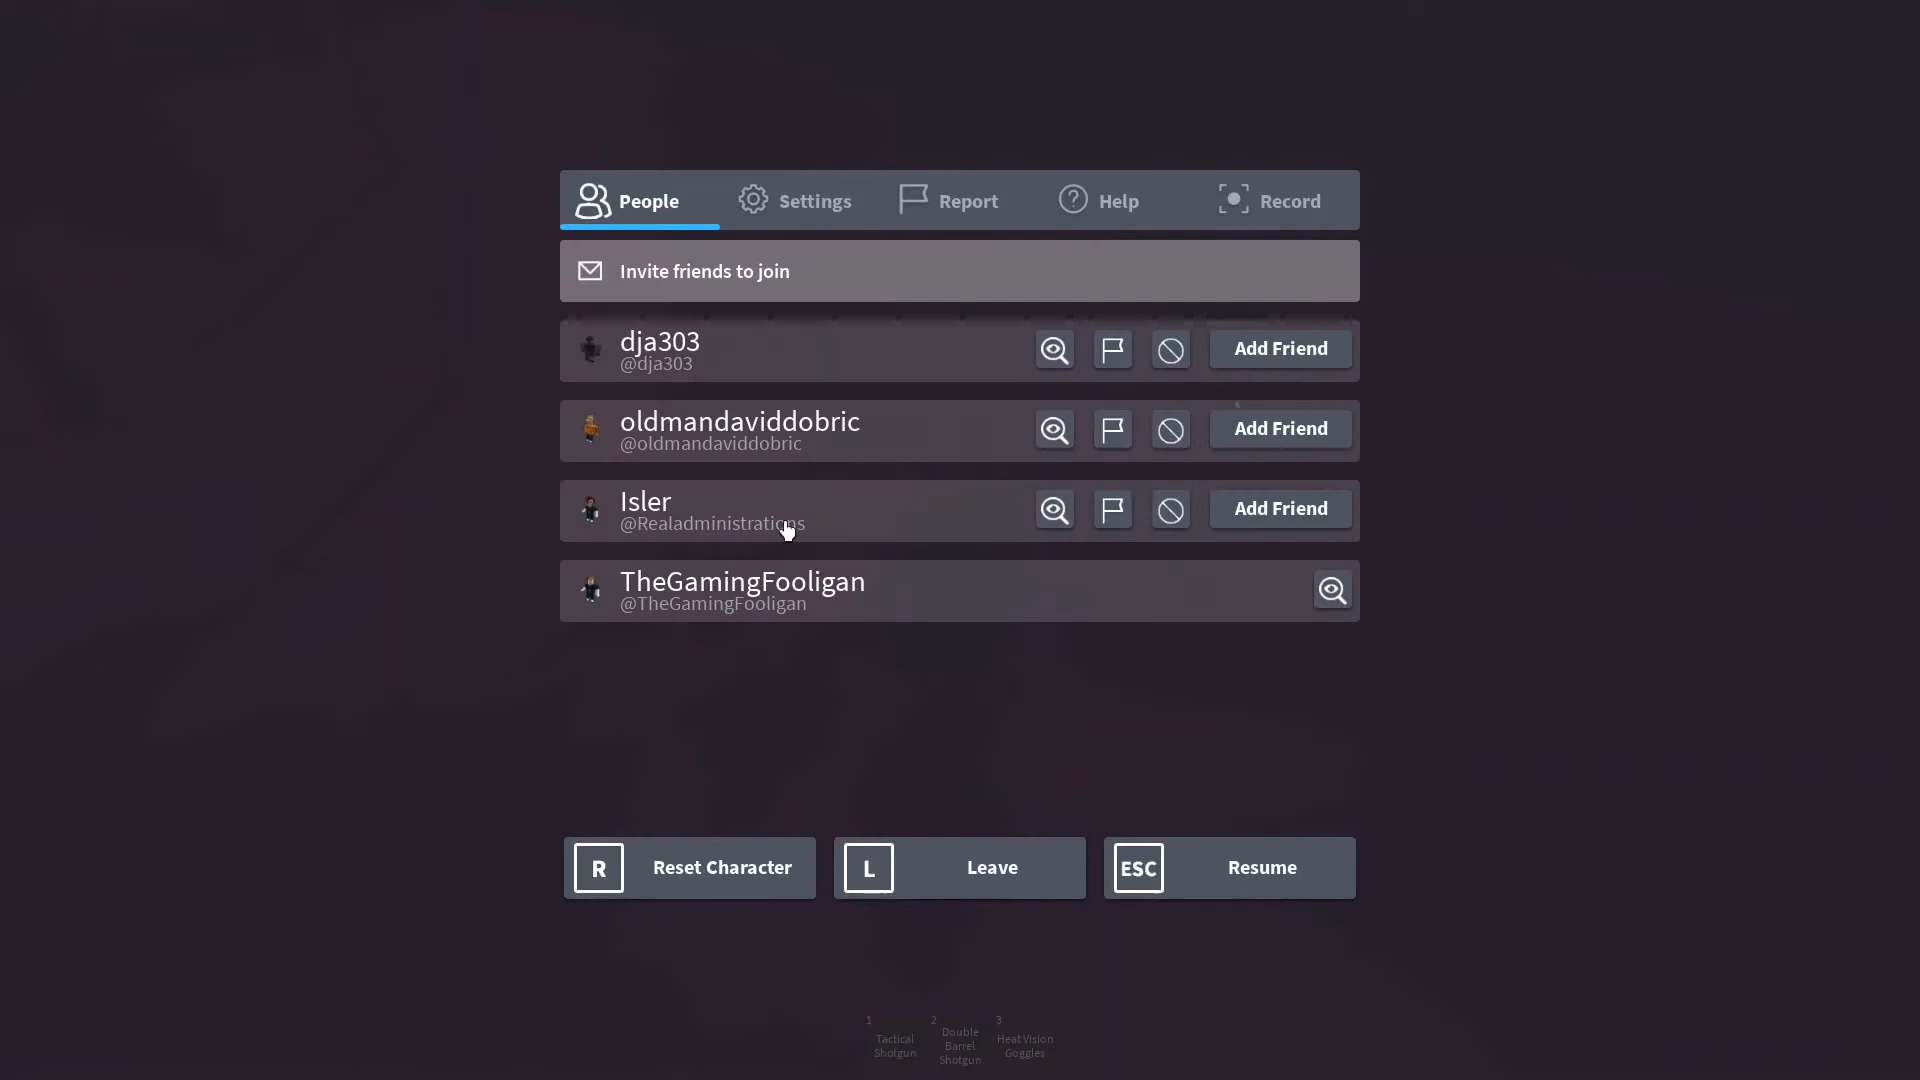 People Settings Report Help Record
Invite friends to join
dja303
@dja303
Add Friend
oldmandaviddobric
@oldmandaviddobric
Add Friend
Isler
@Realadministrations
Add Friend
TheGamingFooligan
@TheGamingFooligan
R Reset Character L Leave ESC Resume
1 2 3
Tactical
Shotgun
Double
Barrel
Shotgun
Heat Vision
Goggles